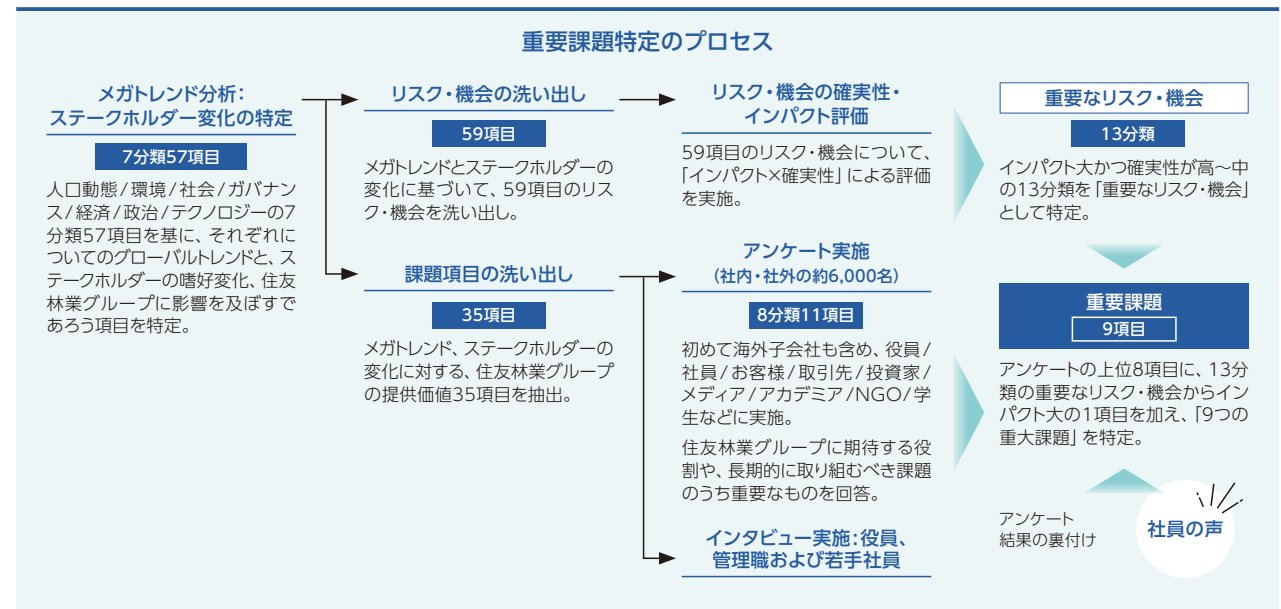 重要課題特定のプロセス
メガトレンド分析:
ステークホルダー変化の特定
7分類57項目
人口動態/環境/社会/ガバナン
ス/経済/政治/テクノロジーの7
分類57項目を基に、それぞれに
ついてのグローバルトレンドと、ス
テークホルダーの嗜好変化、住友
林業グループに影響を及ぼすで
あろう項目を特定。
リスク・機会の洗い出し
59項目
メガトレンドとステークホルダーの
変化に基づいて、59項目のリス
ク・機会を洗い出し。
課題項目の洗い出し
35項目
メガトレンド、ステークホルダーの
変化に対する、住友林業グループ
の提供価値35項目を抽出。
リスク・機会の確実性・
インパクト評価
59項目のリスク・機会について、
「インパクト×確実性」による評価
を実施。
アンケート実施
(社内・社外の約6,000名)
8分類11項目
初めて海外子会社も含め、役員/
社員/お客様/取引先/投資家/
メディア/アカデミア/NGO/学
生などに実施。
住友林業グループに期待する役
割や、長期的に取り組むべき課題
のうち重要なものを回答。
インタビュー実施:役員、
管理職および若手社員
重要なリスク・機会
13分類
インパクト大かつ確実性が高〜中
の13分類を「重要なリスク・機会」
として特定。
重要課題
9項目
アンケートの上位8項目に、13分
類の重要なリスク・機会からイン
パクト大の1項目を加え、「9つの
重大課題」を特定。
アンケート
結果の裏付け
社員の声